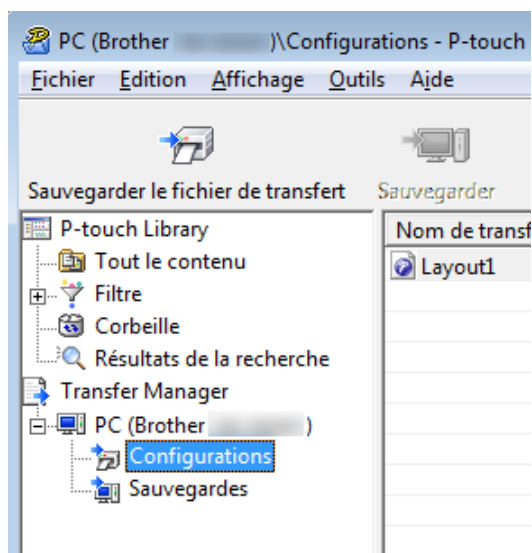 PC (Brother )\Configurations - P-touch
Fichier Edition Affichage Outils Aide
Sauvegarder le fichier de transfert Sauvegarder
P-touch Library
Nom de transf
Tout le contenu
Layout1
Filtre
Corbeille
Résultats de la recherche
Transfer Manager
PC (Brother )
Configurations
Sauvegardes